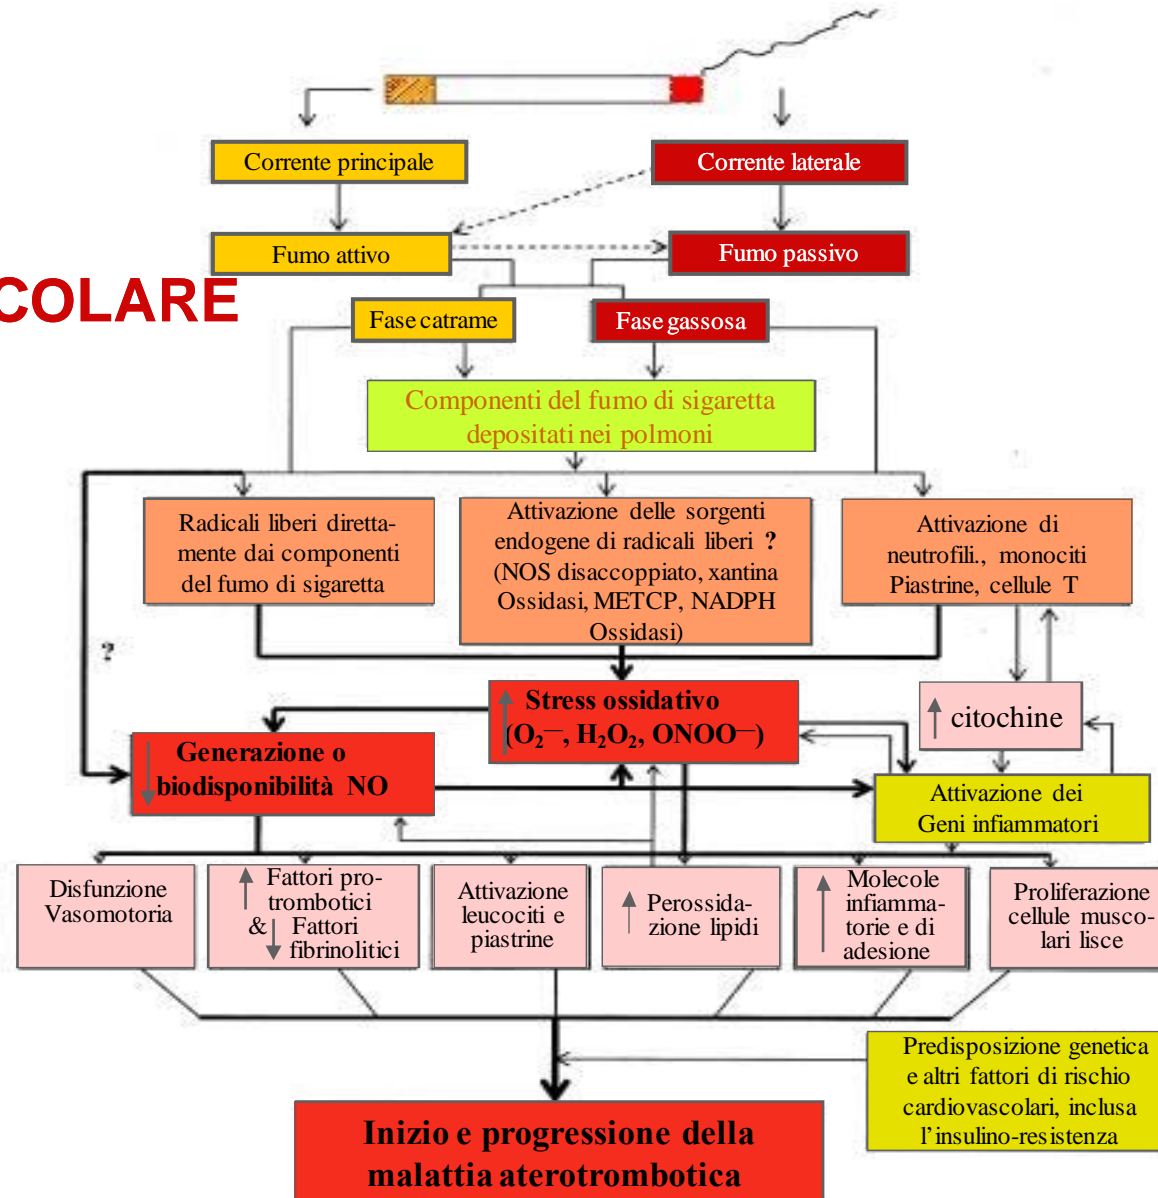 Corrente principale
Corrente laterale
Fumo attivo
Fumo passivo
COLARE
Fase catrame
Fase gassosa
Componenti del fumo di sigaretta
depositati nei polmoni
Radicali liberi diretta-
mente dai componenti
del fumo di sigaretta
Attivazione delle sorgenti
endogene di radicali liberi ?
(NOS disaccoppiato, xantina
Ossidasi, METCP, NADPH
Ossidasi)
Attivazione di
neutrofili., monociti
Piastrine, cellule T
?
Stress ossidativo
(O₂⁻, H₂O₂, ONOO⁻)
citochine
Generazione o
biodisponibilità NO
Attivazione dei
Geni infiammatori
Disfunzione
Vasomotoria
Fattori pro-
trombotici
& Fattori
fibrinolitici
Attivazione
leucociti e
piastrine
Perossida-
zione lipidi
Molecole
infiamma-
torie e di
adesione
Proliferazione
cellule musco-
lari lisce
Predisposizione genetica
e altri fattori di rischio
cardiovascolari, inclusa
l’insulino-resistenza
Inizio e progressione della
malattia aterotrombotica